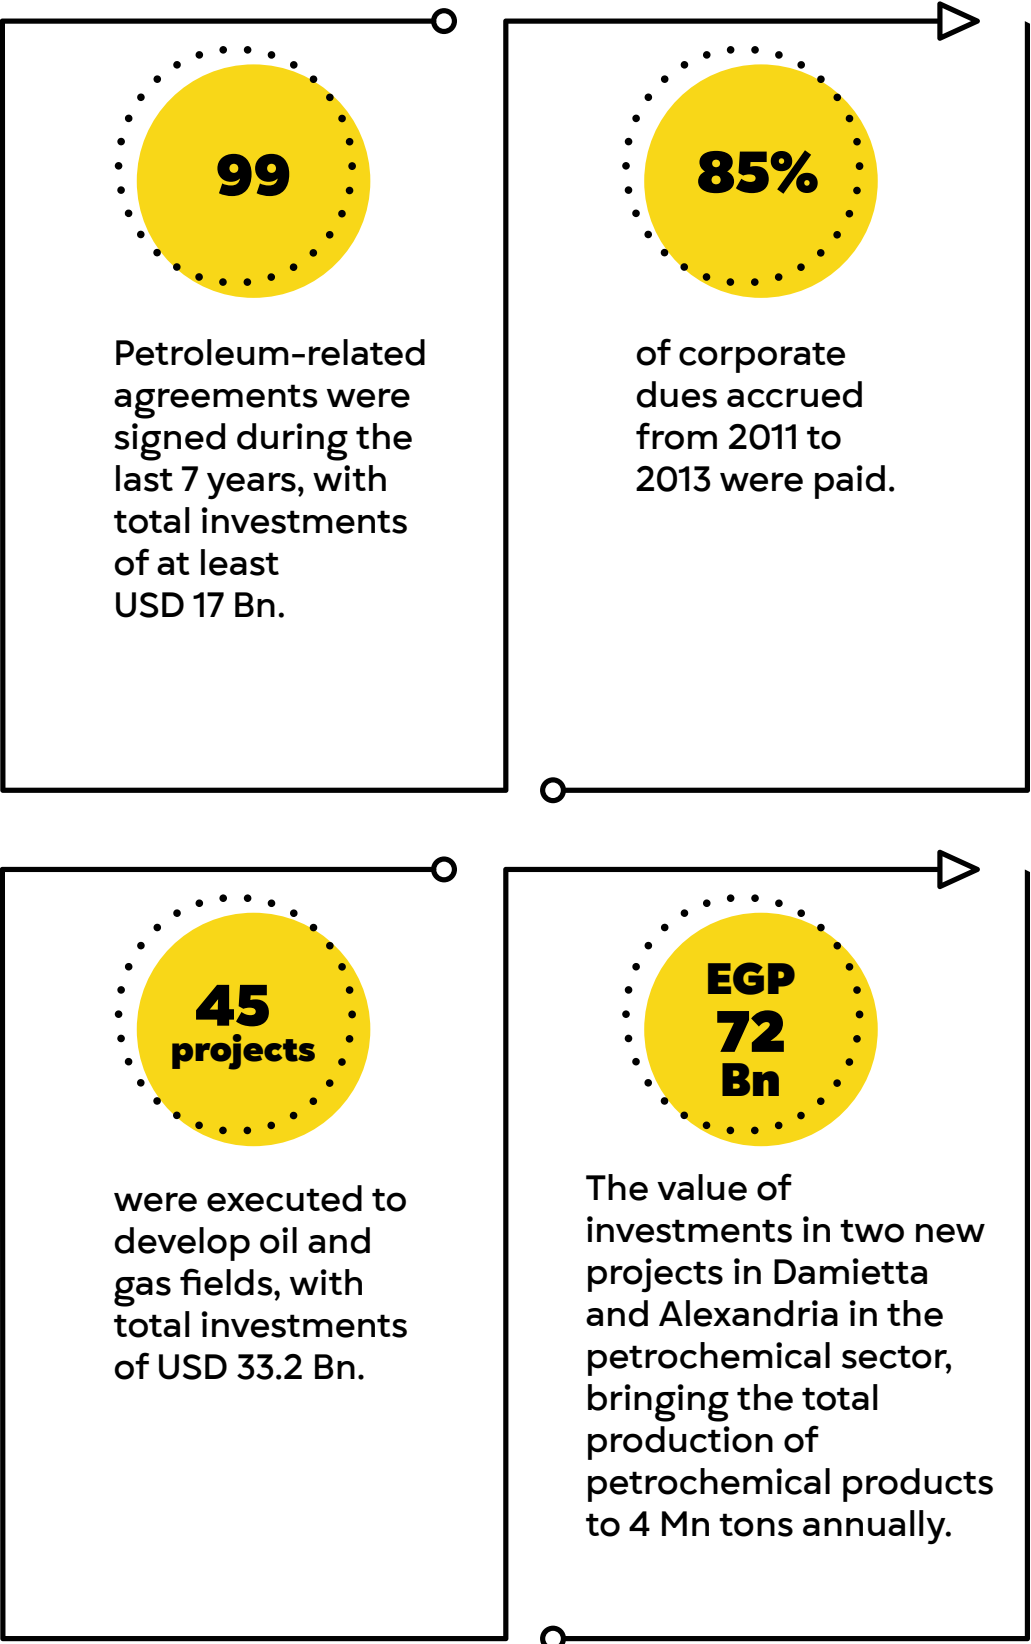 99
Petroleum-related
agreements were
signed during the
last 7 years, with
total investments
of at least
USD 17 Bn.
85%
of corporate
dues accrued
from 2011 to
2013 were paid.
45
projects
were executed to
develop oil and
gas fields, with
total investments
of USD 33.2 Bn.
EGP
72
Bn
The value of
investments in two new
projects in Damietta
and Alexandria in the
petrochemical sector,
bringing the total
production of
petrochemical products
to 4 Mn tons annually.